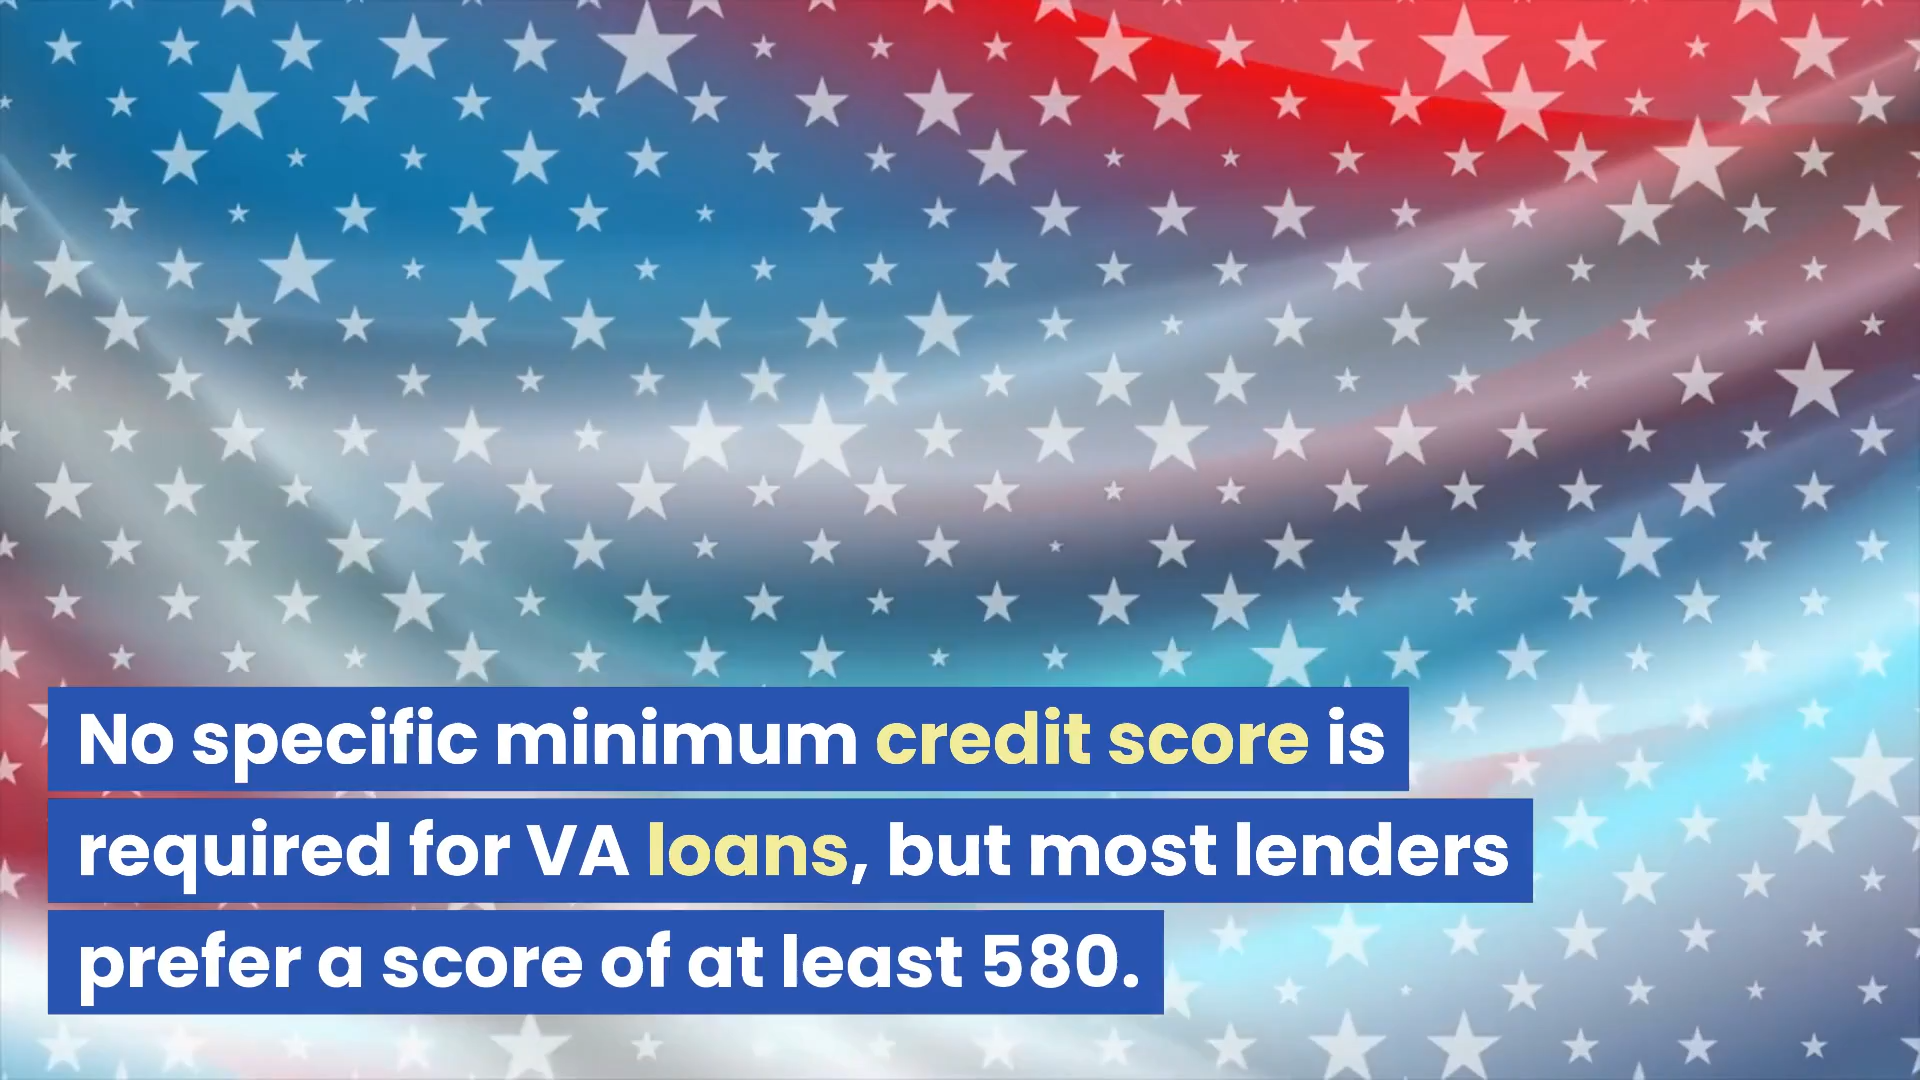 No specific minimum credit score is
required for VA loans, but most lenders
prefer a score of at least 580.